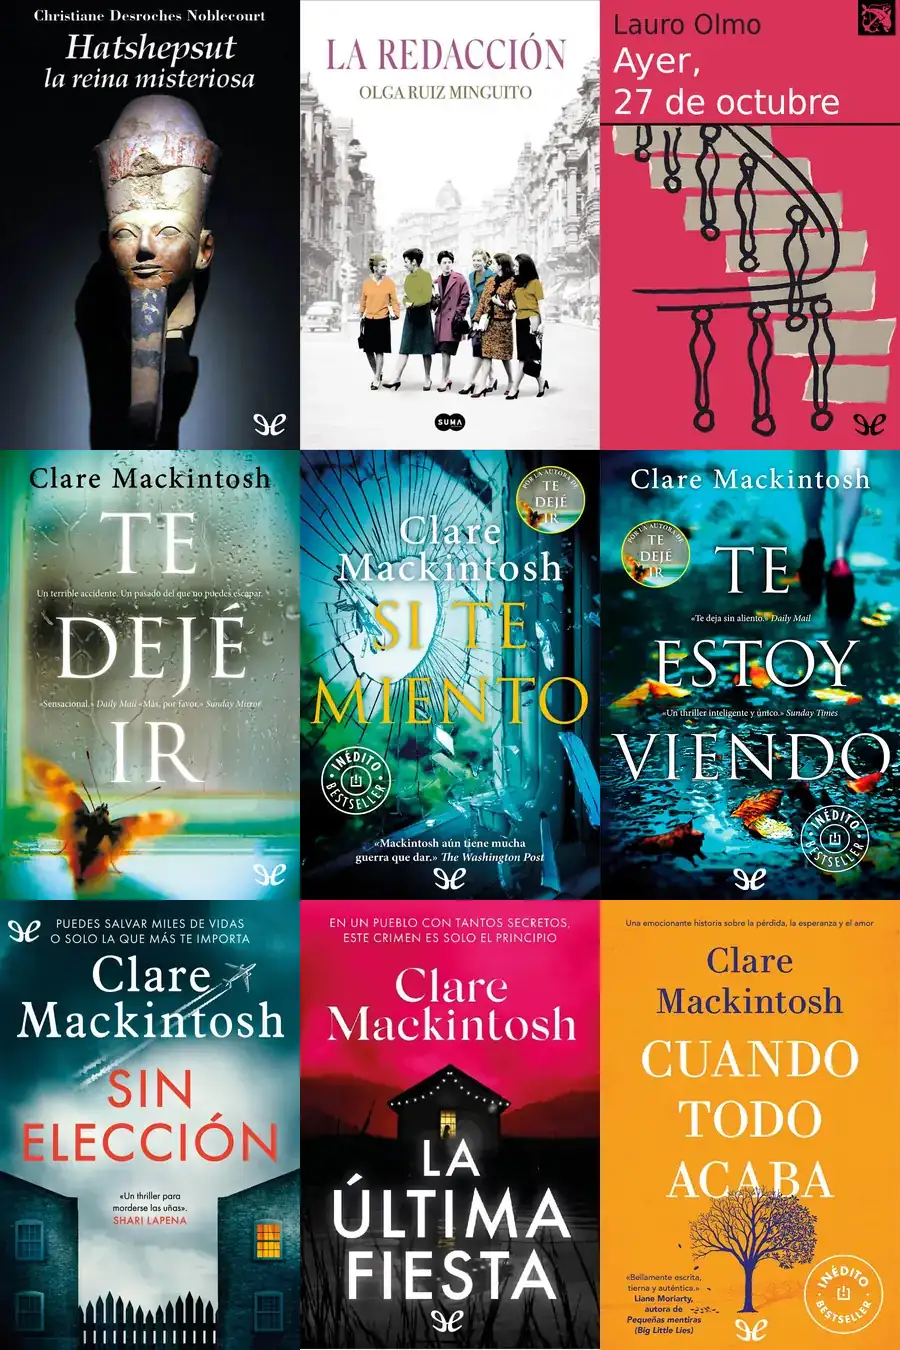 Christiane Desroches Noblecourt
Hatshepsut
la reina misteriosa
LA REDACCIÓN
OLGA RUIZ MINGUITO
SUMA
Lauro Olmo
Ayer,
27 de octubre
Clare Mackintosh
TE
Un terrible accidente. Un pasado del que no puedes escapar.
DEJÉ
«Sensacional.» Daily Mail «Más, por favor.» Sunday Mirror
IR
POR LA AUTORA DE
TE
DEJÉ
IR
Clare
Mackintosh
SI TE
MIENTO
INÉDITO
BESTSELLER
«Mackintosh aún tiene mucha
guerra que dar.» The Washington Post
Clare Mackintosh
POR LA AUTORA DE
TE
DEJÉ
IR
TE
«Te deja sin aliento.» Daily Mail
ESTOY
«Un thriller inteligente y único.» Sunday Times
VIENDO
INÉDITO
BESTSELLER
PUEDES SALVAR MILES DE VIDAS
O SOLO LA QUE MÁS TE IMPORTA
Clare
Mackintosh
SIN
ELECCIÓN
«Un thriller para
morderse las uñas».
SHARI LAPENA
EN UN PUEBLO CON TANTOS SECRETOS,
ESTE CRIMEN ES SOLO EL PRINCIPIO
Clare
Mackintosh
LA
ÚLTIMA
FIESTA
Una emocionante historia sobre la pérdida, la esperanza y el amor
Clare
Mackintosh
CUANDO
TODO
ACABA
«Bellamente escrita,
tierna y auténtica.»
Liane Moriarty,
autora de
Pequeñas mentiras
(Big Little Lies)
INÉDITO
BESTSELLER